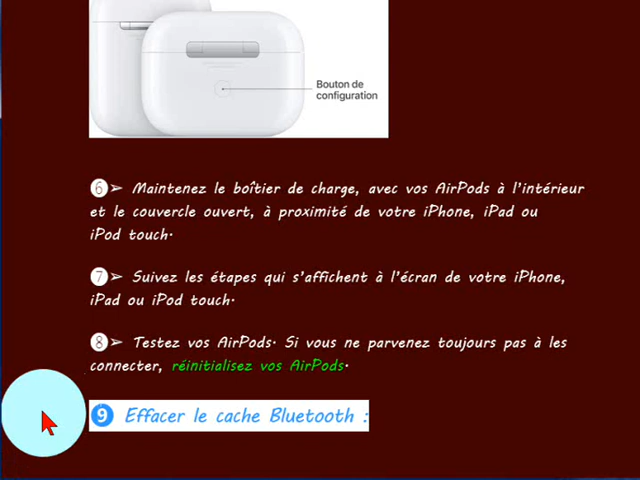 Bouton de
configuration
❻➢ Maintenez le boîtier de charge, avec vos AirPods à l'intérieur
et le couvercle ouvert, à proximité de votre iPhone, iPad ou
iPod touch.
❼➢ Suivez les étapes qui s'affichent à l'écran de votre iPhone,
iPad ou iPod touch.
❽➢ Testez vos AirPods. Si vous ne parvenez toujours pas à les
connecter, réinitialisez vos AirPods.
❾ Effacer le cache Bluetooth :